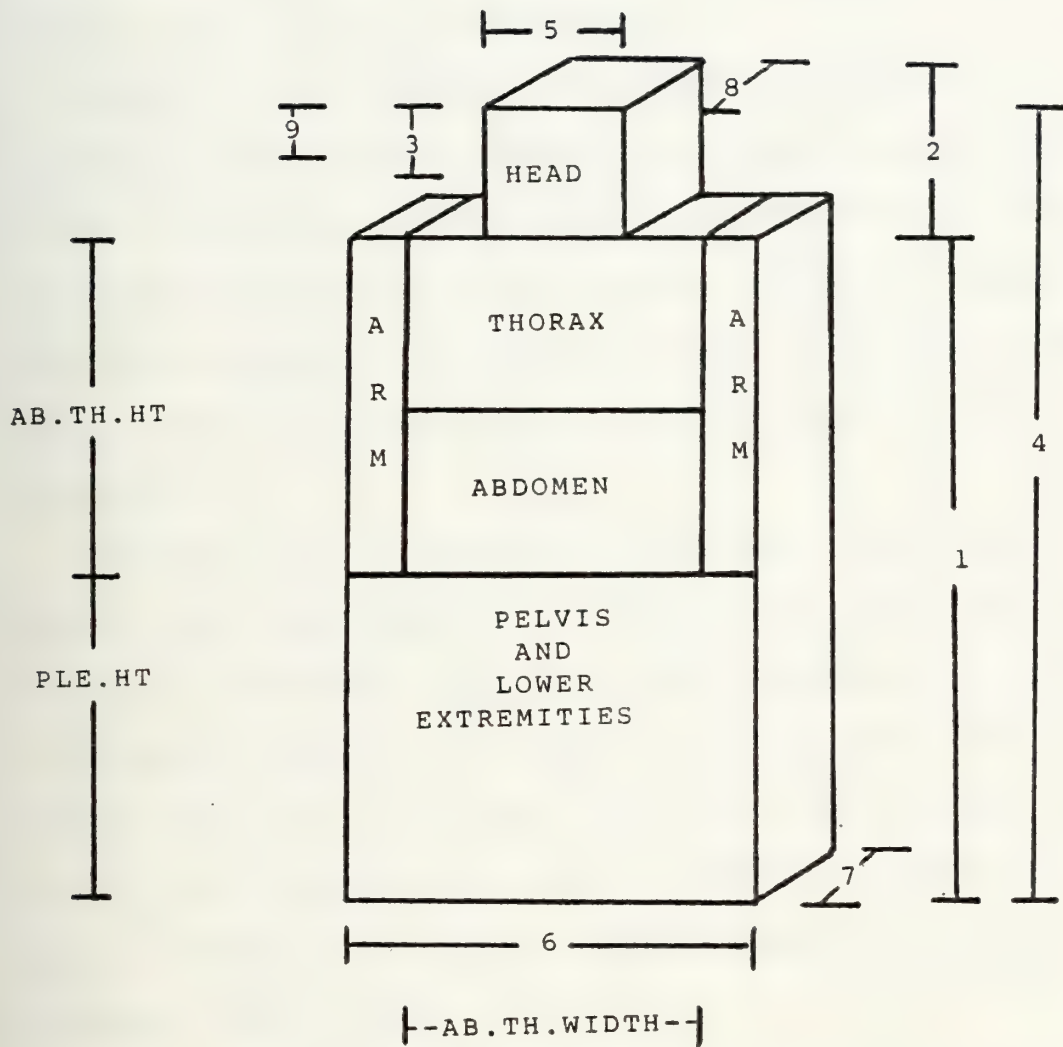 5
8
9
3
2
HEAD
A
R
M
THORAX
A
R
M
AB.TH.HT
4
ABDOMEN
1
PELVIS
AND
LOWER
EXTREMITIES
PLE.HT
7
6
--AB.TH.WIDTH--